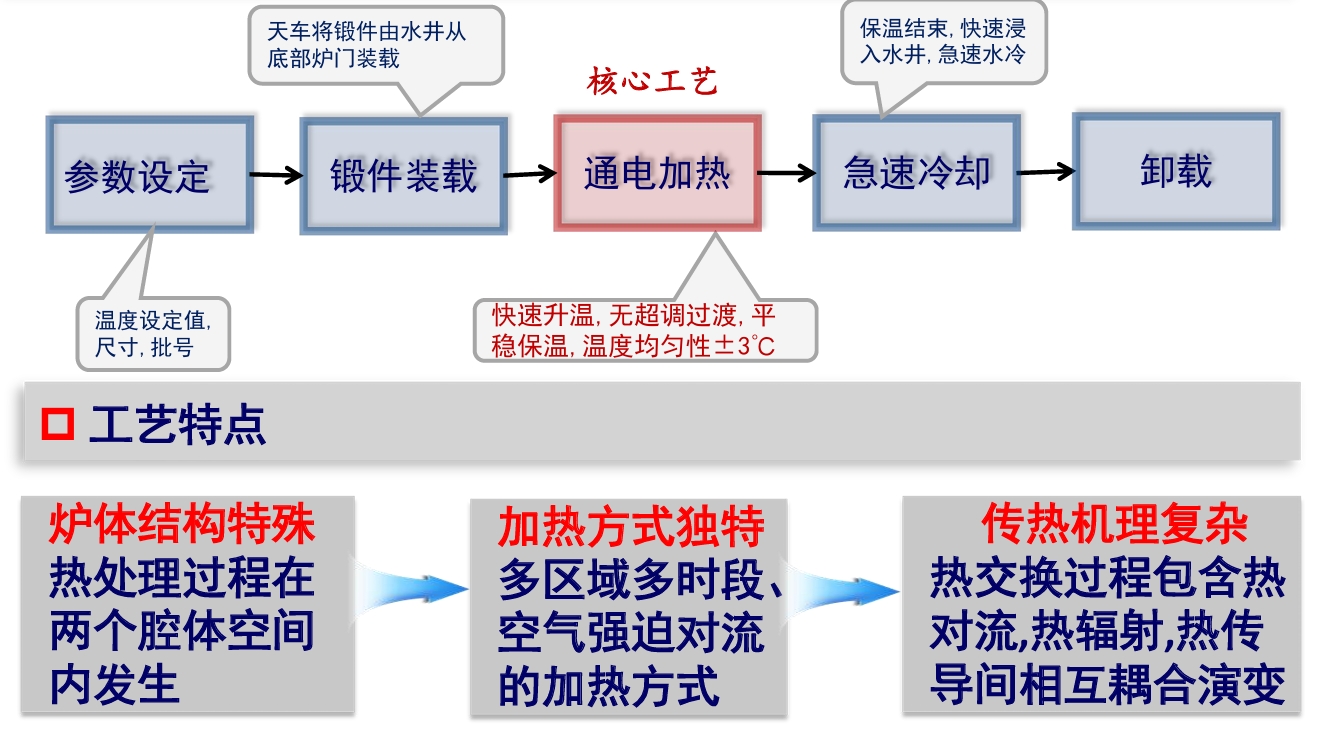 天车将锻件由水井从
底部炉门装载
保温结束, 快速浸
入水井, 急速水冷
核心工艺
参数设定
锻件装载
通电加热
急速冷却
卸载
温度设定值,
尺寸, 批号
快速升温, 无超调过渡, 平
稳保温, 温度均匀性±3℃
工艺特点
炉体结构特殊
热处理过程在
两个腔体空间
内发生
加热方式独特
多区域多时段、
空气强迫对流
的加热方式
传热机理复杂
热交换过程包含热
对流,热辐射,热传
导间相互耦合演变